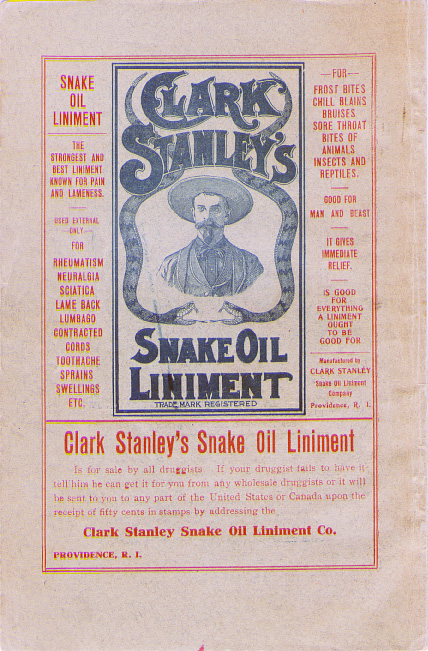 SNAKE
OIL
LINIMENT
THE
STRONGEST AND
BEST LINIMENT
KNOWN FOR PAIN
AND LAMENESS.
USED EXTERNAL
ONLY
FOR
RHEUMATISM
NEURALGIA
SCIATICA
LAME BACK
LUMBAGO
CONTRACTED
CORDS
TOOTHACHE
SPRAINS
SWELLINGS
ETC.
CLARK
STANLEY'S
SNAKE OIL
LINIMENT
TRADE MARK REGISTERED
—FOR—
FROST BITES
CHILL BLAINS
BRUISES
SORE THROAT
BITES OF
ANIMALS
INSECTS AND
REPTILES.
GOOD FOR
MAN AND BEAST
IT GIVES
IMMEDIATE
RELIEF.
IS GOOD
FOR
EVERYTHING
A LINIMENT
OUGHT
TO BE
GOOD FOR
Manufactured by
CLARK STANLEY
Snake Oil Liniment
Company
Providence, R. I.
Clark Stanley's Snake Oil Liniment
Is for sale by all druggists. If your druggist fails to have it
tell him he can get it for you from any wholesale druggists or it will
be sent to you to any part of the United States or Canada upon the
receipt of fifty cents in stamps by addressing the
Clark Stanley Snake Oil Liniment Co.
PROVIDENCE, R. I.